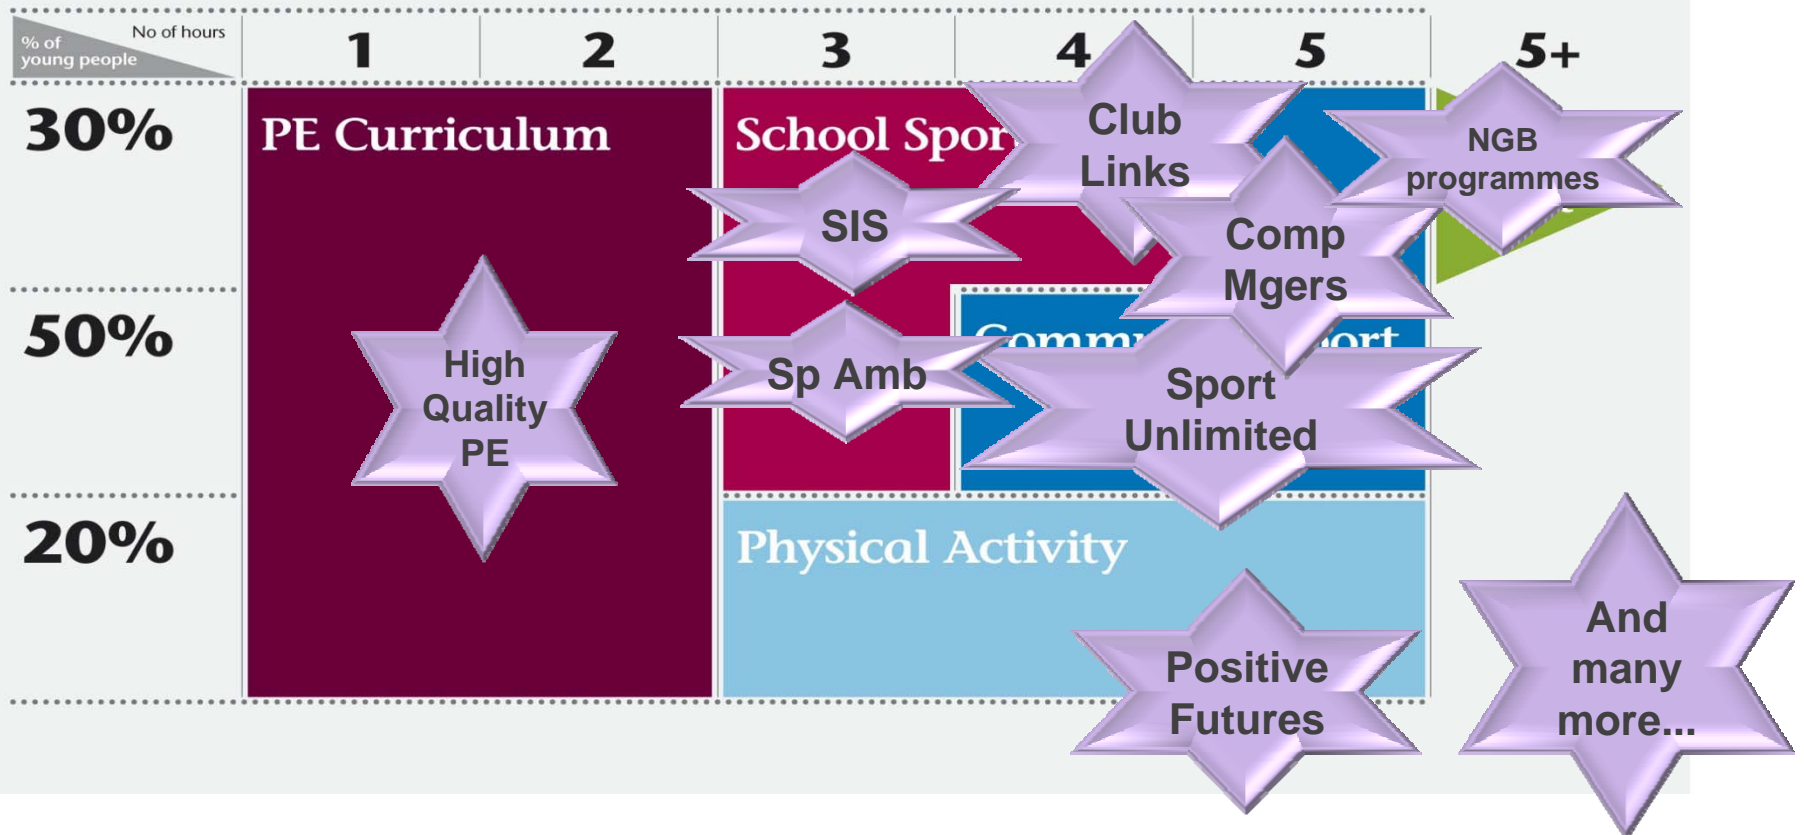 No of hours
% of
young people
1
2
3
4
5
5+
30%
50%
20%
PE Curriculum
School Spor
Physical Activity
Club
Links
NGB
programmes
SIS
Comp
Mgers
High
Quality
PE
Sp Amb
Sport
Unlimited
Positive
Futures
And
many
more...